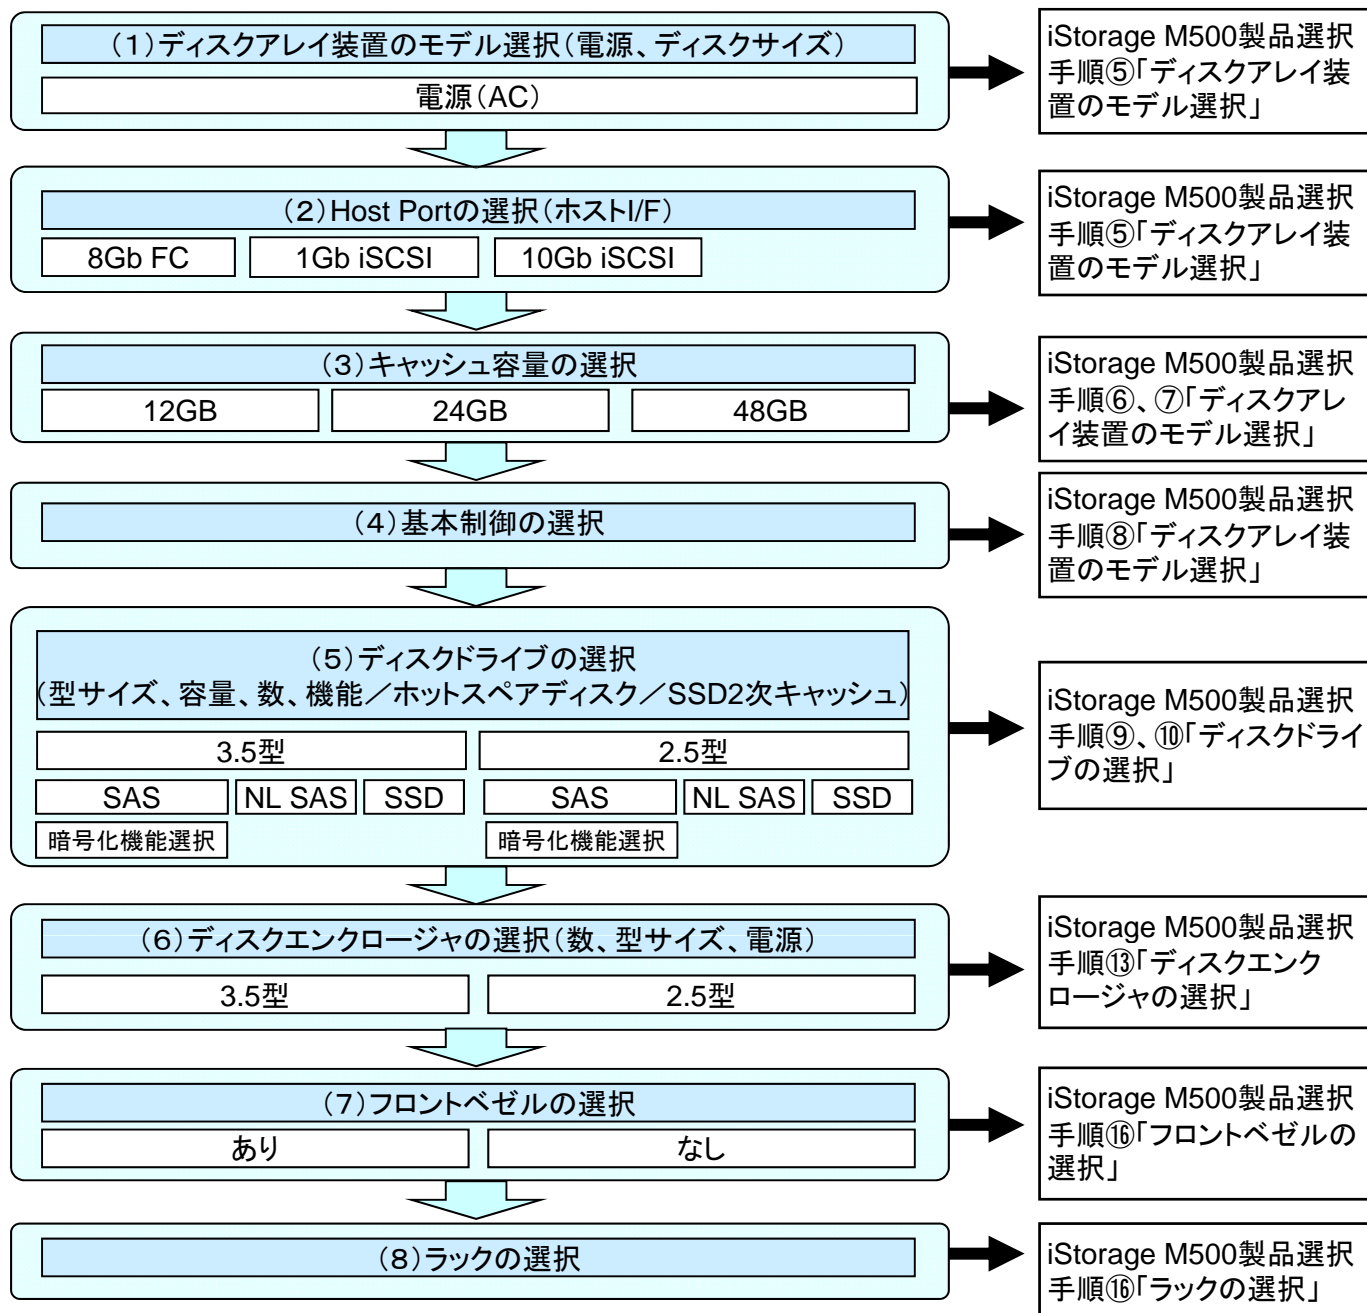 (１)ディスクアレイ装置のモデル選択(電源、ディスクサイズ)
電源(AC)
iStorage M500製品選択
手順⑤「ディスクアレイ装
置のモデル選択」
(２)Host Portの選択(ホストI/F)
8Gb FC
1Gb iSCSI
10Gb iSCSI
iStorage M500製品選択
手順⑤「ディスクアレイ装
置のモデル選択」
(３)キャッシュ容量の選択
12GB
24GB
48GB
iStorage M500製品選択
手順⑥、⑦「ディスクアレ
イ装置のモデル選択」
(４)基本制御の選択
iStorage M500製品選択
手順⑧「ディスクアレイ装
置のモデル選択」
(５)ディスクドライブの選択
(型サイズ、容量、数、機能／ホットスペアディスク／SSD2次キャッシュ)
3.5型
2.5型
SAS
NL SAS
SSD
SAS
NL SAS
SSD
暗号化機能選択
暗号化機能選択
iStorage M500製品選択
手順⑨、⑩「ディスクドライ
ブの選択」
(６)ディスクエンクロージャの選択(数、型サイズ、電源)
3.5型
2.5型
iStorage M500製品選択
手順⑬「ディスクエンク
ロージャの選択」
(７)フロントベゼルの選択
あり
なし
iStorage M500製品選択
手順⑯「フロントベゼルの
選択」
(８)ラックの選択
iStorage M500製品選択
手順⑯「ラックの選択」